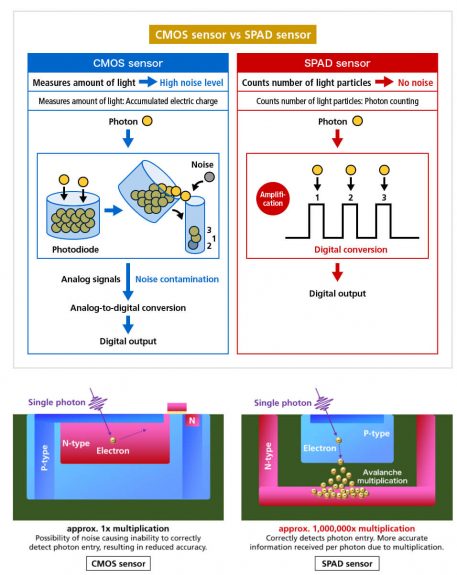 CMOS sensor vs SPAD sensor
CMOS sensor
Measures amount of light → High noise level
Measures amount of light: Accumulated electric charge
Photon
Noise
3
1
2
Photodiode
Analog signals
Noise contamination
Analog-to-digital conversion
Digital output
SPAD sensor
Counts number of light particles → No noise
Counts number of light particles: Photon counting
Photon
Amplifi-
cation
1 2 3
Digital conversion
Digital output
Single photon
P-type
N-type
Electron
N
approx. 1x multiplication
Possibility of noise causing inability to correctly
detect photon entry, resulting in reduced accuracy.
CMOS sensor
Single photon
N-type
P-type
Electron
Avalanche
multiplication
approx. 1,000,000x multiplication
Correctly detects photon entry. More accurate
information received per photon due to multiplication.
SPAD sensor